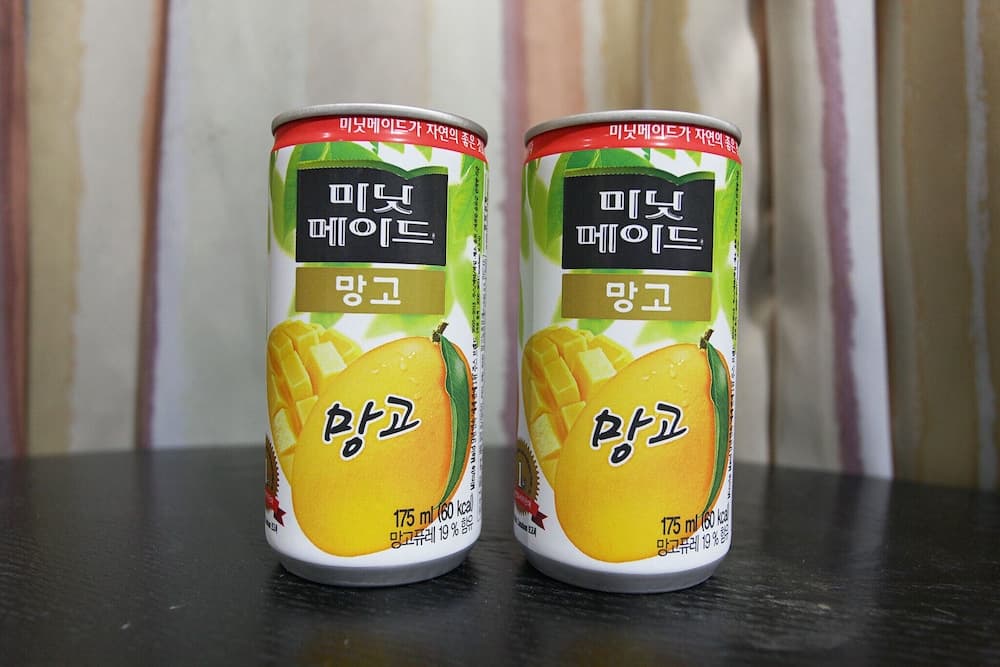 미닛메이드가 자연의 좋은
미닛
메이드
망고
망고
175 ml (60 kcal)
망고퓨레 19 % 함유
미닛메이드가 자연의 좋은
미닛
메이드
망고
망고
175 ml (60 kcal)
망고퓨레 19 % 함유